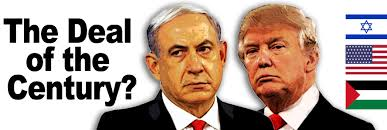 The Deal
of the
Century?